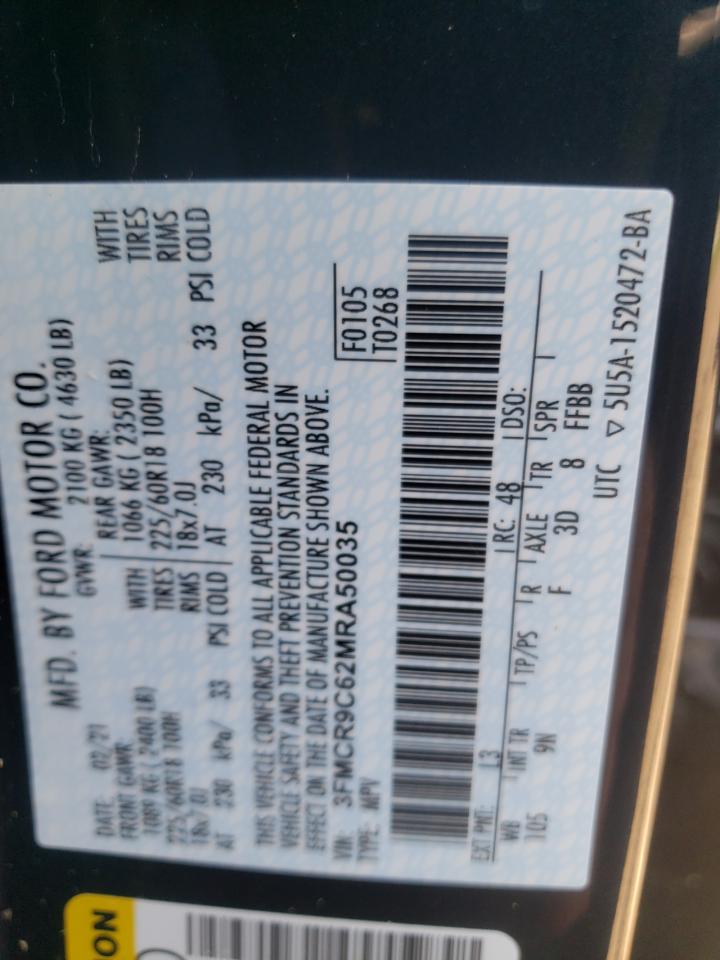 MFD. BY FORD MOTOR CO.
DATE: 02/21 GVWR: 2100 KG ( 4630 LB)
FRONT GAWR: REAR GAWR:
1089 KG ( 2400 LB) WITH 1066 KG ( 2350 LB) WITH
225/60R18 100H TIRES 225/60R18 100H TIRES
18x7.0J RIMS 18x7.0J RIMS
AT 230 kPa/ 33 PSI COLD AT 230 kPa/ 33 PSI COLD
THIS VEHICLE CONFORMS TO ALL APPLICABLE FEDERAL MOTOR
VEHICLE SAFETY AND THEFT PREVENTION STANDARDS IN
EFFECT ON THE DATE OF MANUFACTURE SHOWN ABOVE.
VIN: 3FMCR9C62MRA50035 F0105
TYPE: MPV T0268
EXT PNT: L3 RC: 48 DSO:
WB INT TR TP/PS R AXLE TR SPR
105 9N F 3D 8 FFBB
UTC ▽ 5U5A-1520472-BA
ON